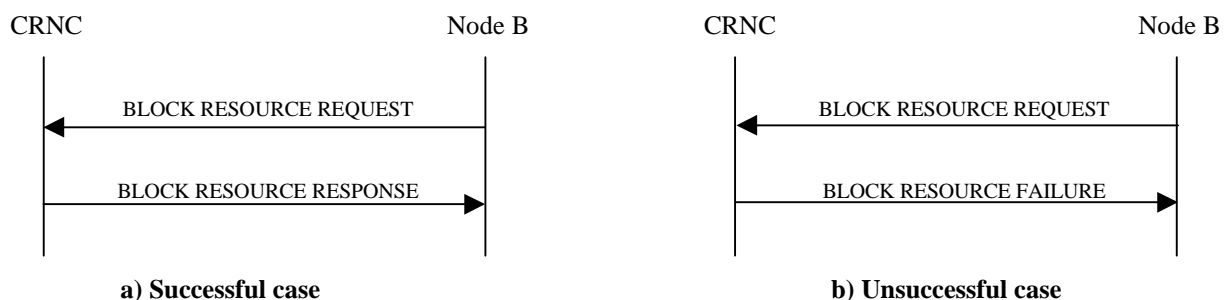 CRNC Node B CRNC Node B
BLOCK RESOURCE REQUEST BLOCK RESOURCE REQUEST
BLOCK RESOURCE RESPONSE BLOCK RESOURCE FAILURE
a) Successful case b) Unsuccessful case